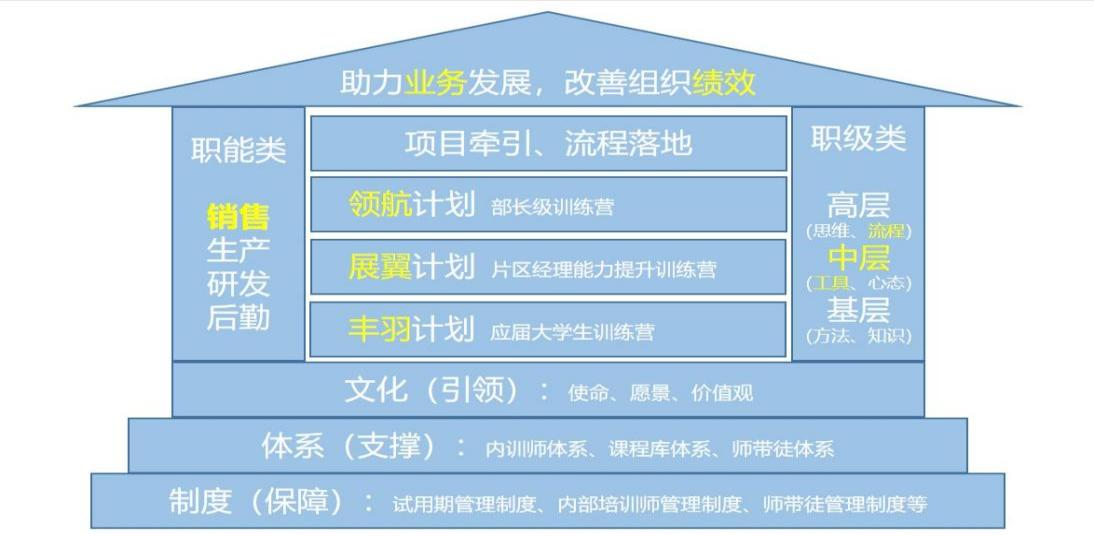 助力业务发展，改善组织绩效
职能类
销售
生产
研发
后勤
项目牵引、流程落地
领航计划 部长级训练营
展翼计划 片区经理能力提升训练营
丰羽计划 应届大学生训练营
职级类
高层
(思维、流程)
中层
(工具、心态)
基层
(方法、知识)
文化（引领）：使命、愿景、价值观
体系（支撑）：内训师体系、课程库体系、师带徒体系
制度（保障）：试用期管理制度、内部培训师管理制度、师带徒管理制度等